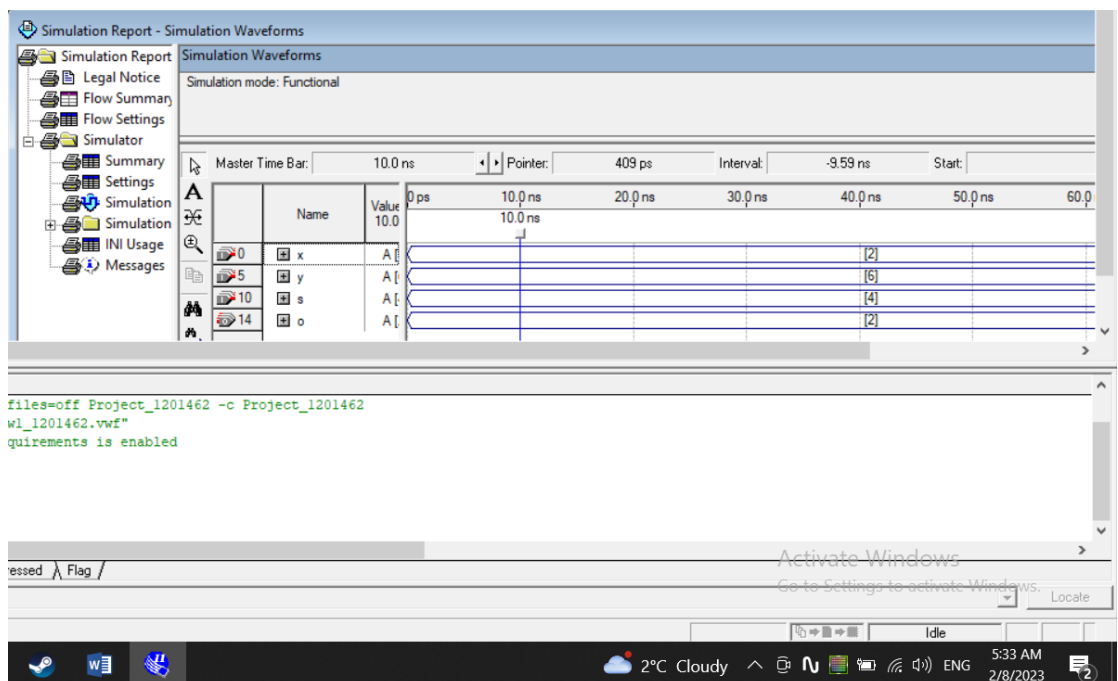 Simulation Report - Simulation Waveforms
Simulation Report
Legal Notice
Flow Summary
Flow Settings
Simulator
Summary
Settings
Simulation
Simulation
INI Usage
Messages
Simulation Waveforms
Simulation mode: Functional
Master Time Bar: 10.0 ns Pointer: 409 ps Interval: -9.59 ns Start:
Name Value 10.0
0 ps 10.0 ns 20.0 ns 30.0 ns 40.0 ns 50.0 ns 60.0
10.0 ns
0 x A [2]
5 y A [6]
10 s A [4]
14 o A [2]
files=off Project_1201462 -c Project_1201462
w1_1201462.vwf"
quirements is enabled
essed Flag
Activate Windows
Go to Settings to activate Windows.
Locate
Idle
2°C Cloudy ENG 5:33 AM
2/8/2023
2